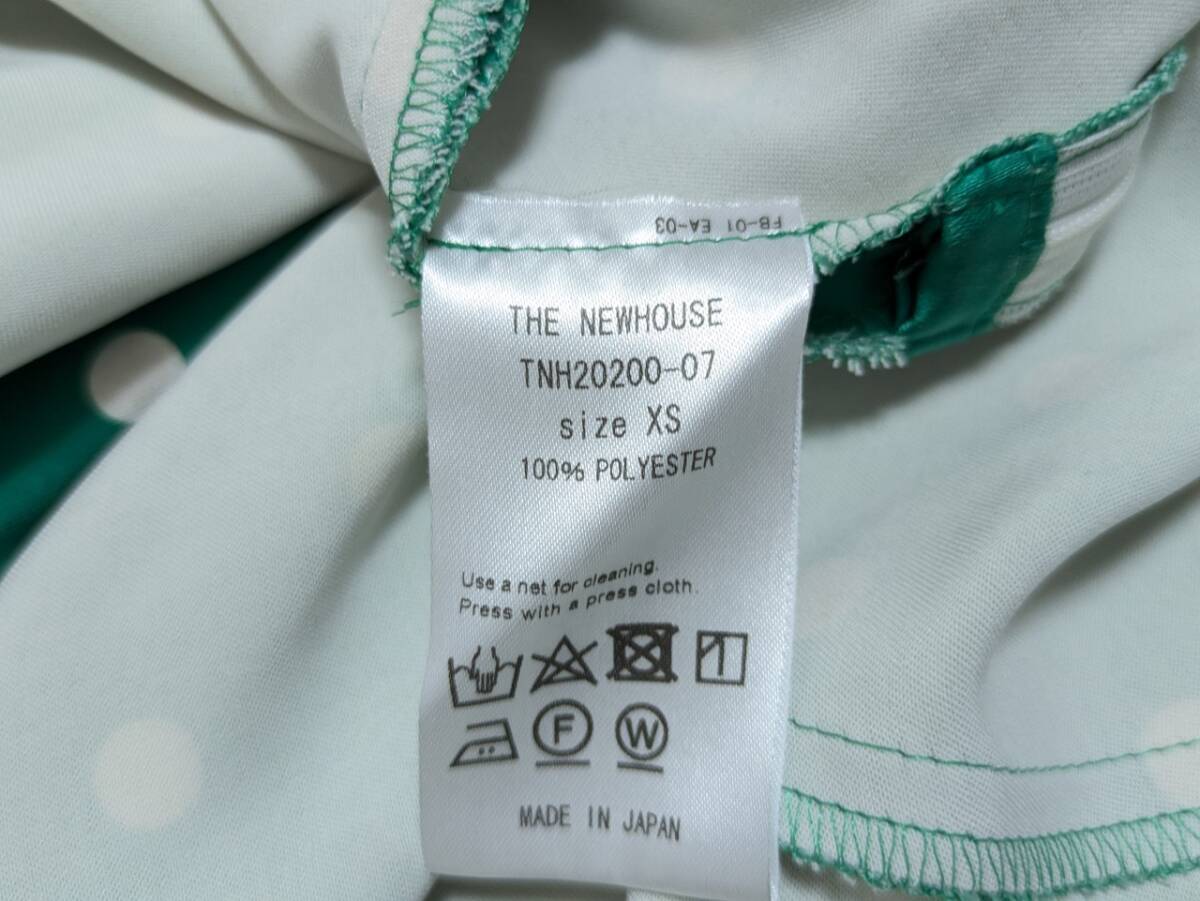 FB-01 EA-03
THE NEWHOUSE
TNH20200-07
size XS
100% POLYESTER
Use a net for cleaning.
Press with a press cloth.
F W
MADE IN JAPAN